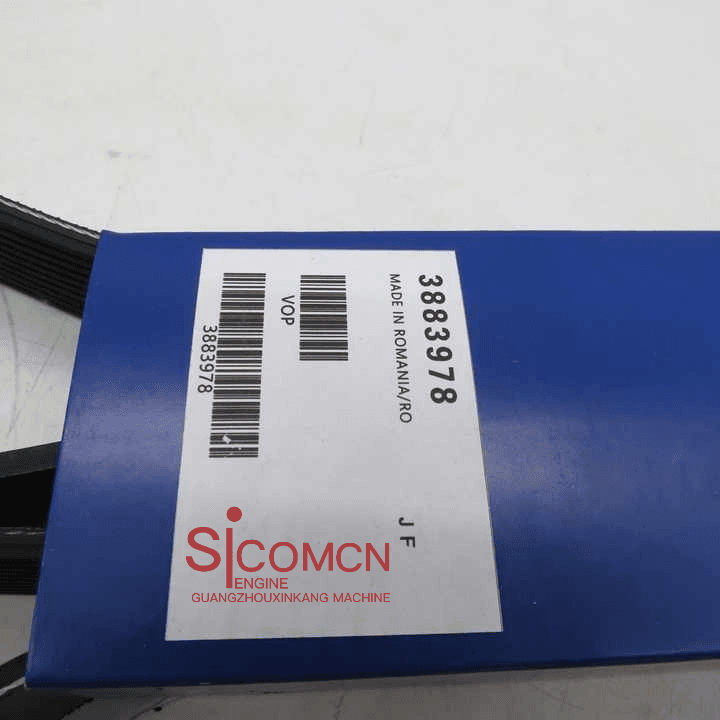 3883978
MADE IN ROMANIA/RO
J F
VOP
3883978
SiCOMCN
ENGINE
GUANGZHOUXINKANG MACHINE